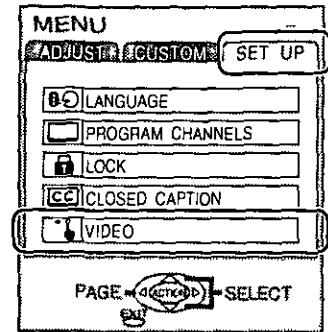 MENU
ADJUST CUSTOM SET UP
LANGUAGE
PROGRAM CHANNELS
LOCK
CC CLOSED CAPTION
VIDEO
PAGE ACTION SELECT
EXIT